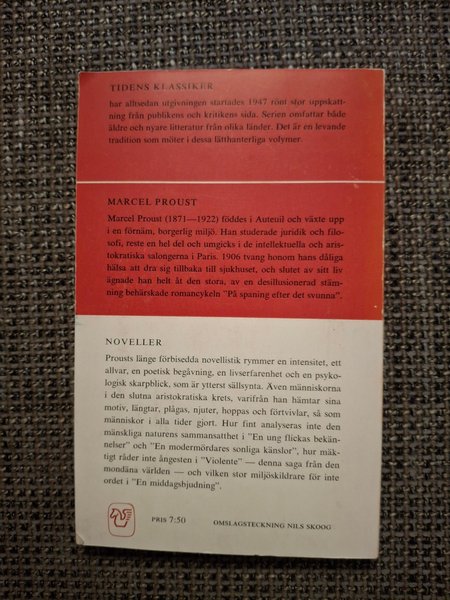 TIDENS KLASSIKER
har alltsedan utgivningen startades 1947 rönt stor uppskatt-
ning från publikens och kritikens sida. Serien omfattar både
äldre och nyare litteratur från olika länder. Det är en levande
tradition som möter i dessa lätthanterliga volymer.
MARCEL PROUST
Marcel Proust (1871—1922) föddes i Auteuil och växte upp
i en förnäm, borgerlig miljö. Han studerade juridik och filo-
sofi, reste en hel del och umgicks i de intellektuella och aris-
tokratiska salongerna i Paris. 1906 tvang honom hans dåliga
hälsa att dra sig tillbaka till sjukhuset, och slutet av sitt liv
ägnade han helt åt den stora, av en desillusionerad stäm-
ning behärskade romancykeln "På spaning efter det svunna".
NOVELLER
Prousts länge förbisedda novellistik rymmer en intensitet, ett
allvar, en poetisk begåvning, en livserfarenhet och en psyko-
logisk skarpblick, som är ytterst sällsynta. Även människorna
i den slutna aristokratiska krets, varifrån han hämtar sina
motiv, längtar, plågas, njuter, hoppas och förtvivlar, så som
människor i alla tider gjort. Hur fint analyseras inte den
mänskliga naturens sammansatthet i "En ung flickas bekän-
nelser" och "En modermördares sonliga känslor", hur mäk-
tigt råder inte ångesten i "Violente" — denna saga från den
mondäna världen — och vilken stor miljöskildrare för inte
ordet i "En middagsbjudning".
PRIS 7:50
OMSLAGSTECKNING NILS SKOOG